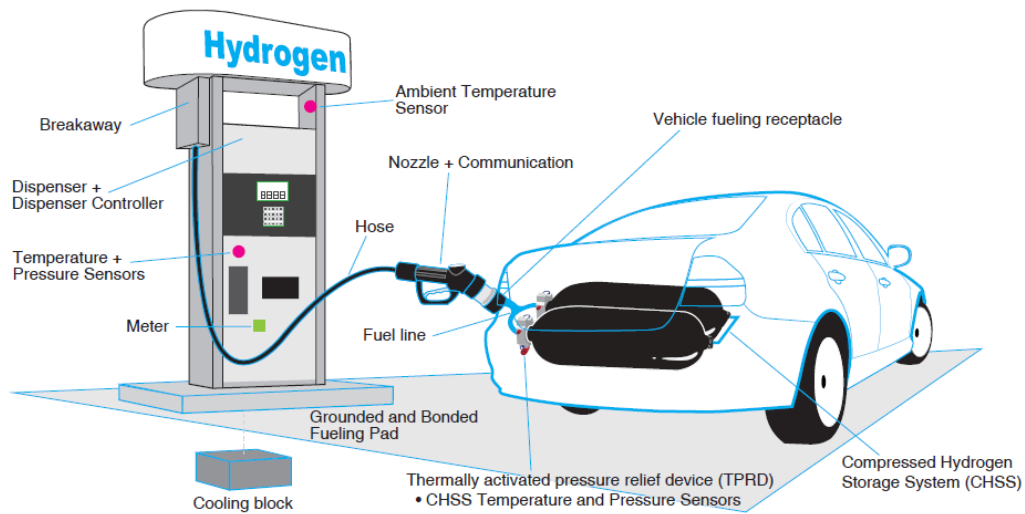 Hydrogen
Ambient Temperature
Sensor
Breakaway
Vehicle fueling receptacle
Nozzle + Communication
Dispenser +
Dispenser Controller
8888
Hose
Temperature +
Pressure Sensors
Meter
Fuel line
Grounded and Bonded
Fueling Pad
Cooling block
Thermally activated pressure relief device (TPRD)
• CHSS Temperature and Pressure Sensors
Compressed Hydrogen
Storage System (CHSS)